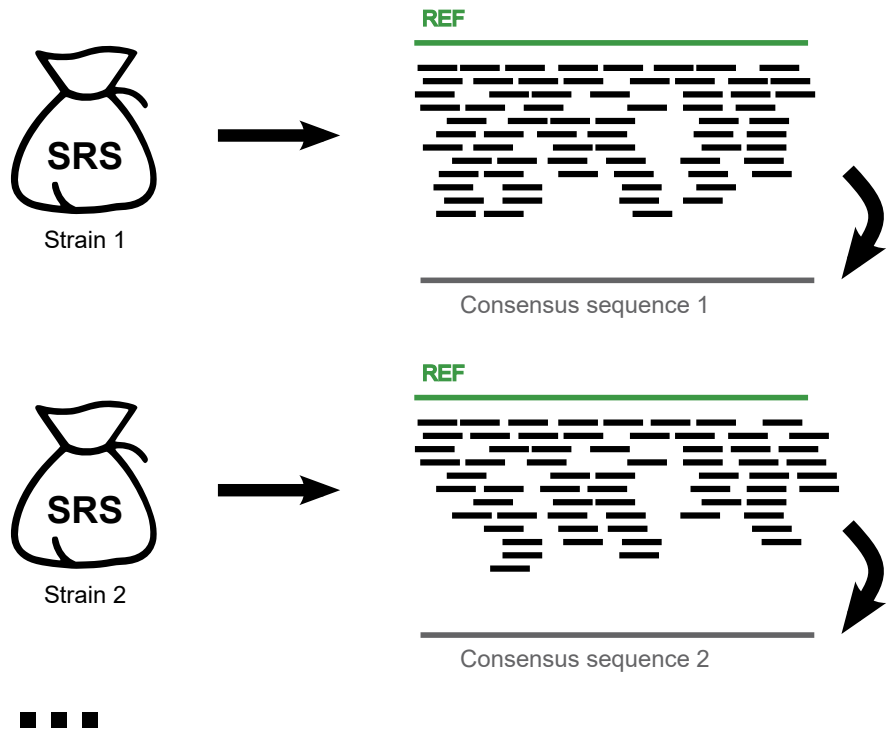 REF
SRS
Strain 1
Consensus sequence 1
REF
SRS
Strain 2
Consensus sequence 2